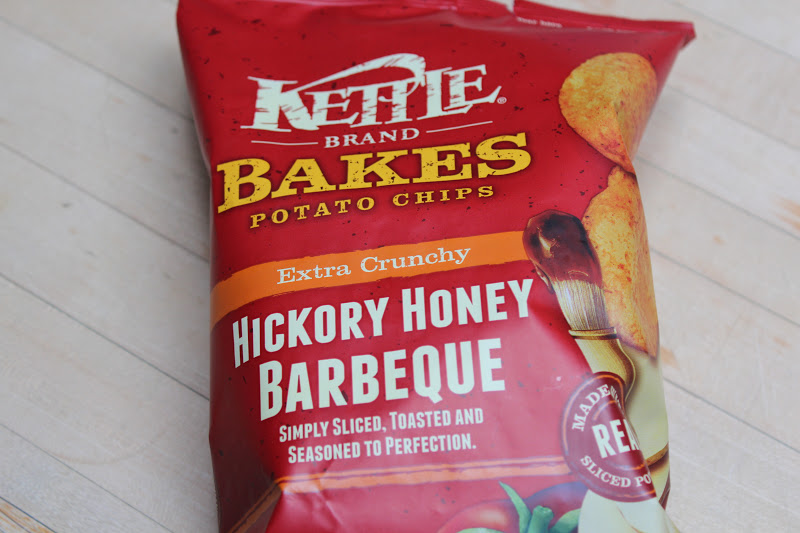 KETTLE®
BRAND
BAKES
POTATO CHIPS
Extra Crunchy
HICKORY HONEY
BARBEQUE
SIMPLY SLICED, TOASTED AND
SEASONED TO PERFECTION.
MADE
REA
SLICED PO